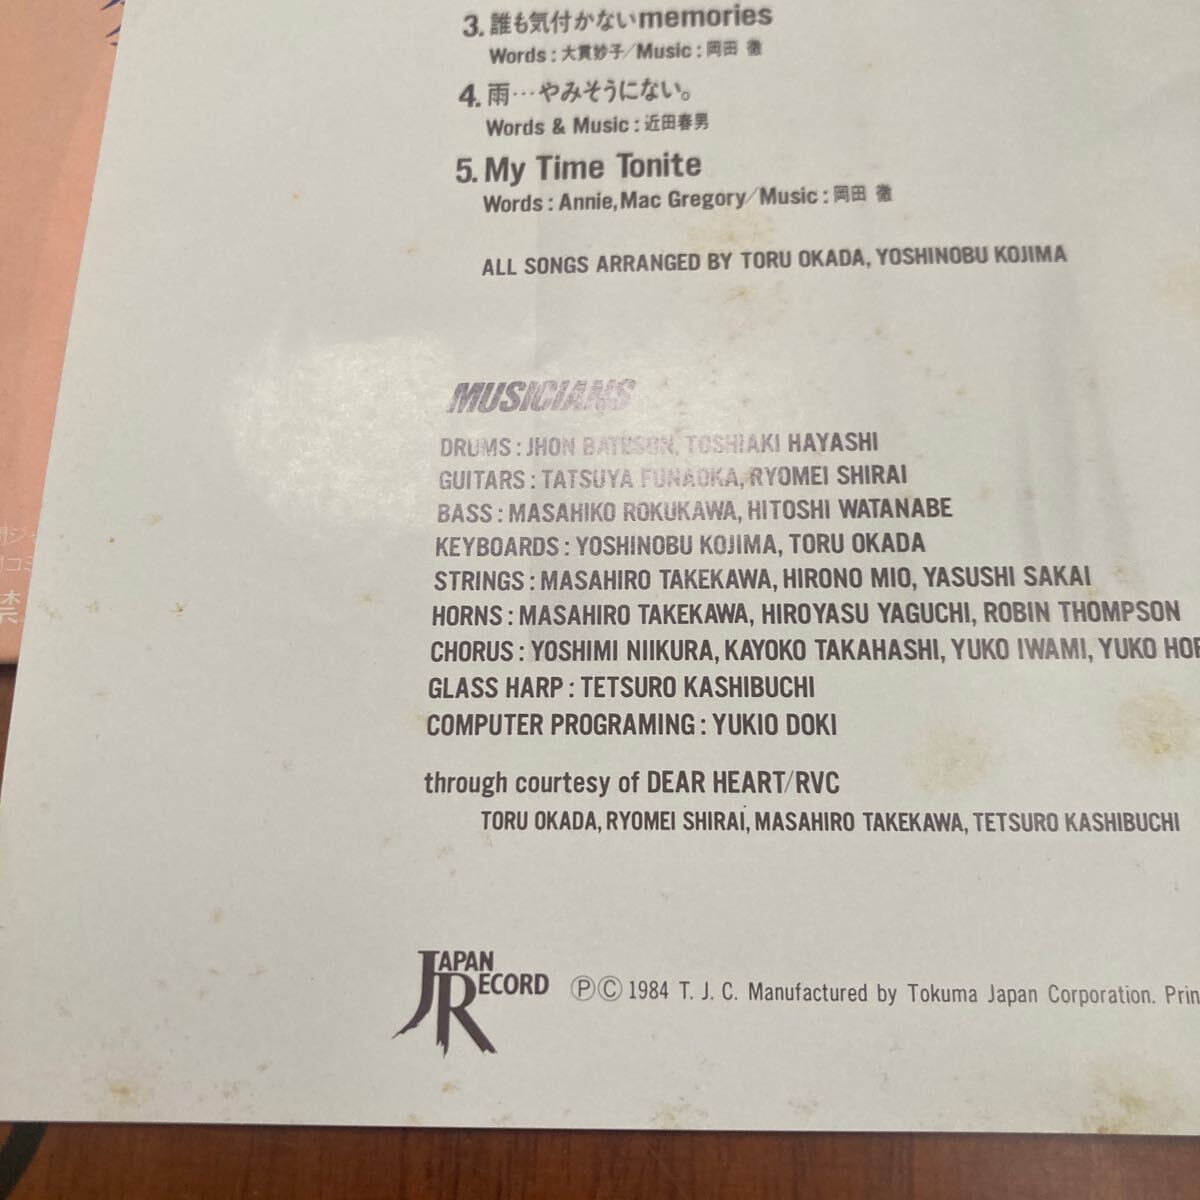 3. 誰も気付かないmemories
Words : 大貫妙子/Music : 岡田 徹
4. 雨…やみそうにない。
Words & Music : 近田春男
5. My Time Tonite
Words : Annie, Mac Gregory/Music : 岡田 徹
ALL SONGS ARRANGED BY TORU OKADA, YOSHINOBU KOJIMA
MUSICIANS
DRUMS : JHON BATESON, TOSHIAKI HAYASHI
GUITARS : TATSUYA FUNAOKA, RYOMEI SHIRAI
BASS : MASAHIKO ROKUKAWA, HITOSHI WATANABE
KEYBOARDS : YOSHINOBU KOJIMA, TORU OKADA
STRINGS : MASAHIRO TAKEKAWA, HIRONO MIO, YASUSHI SAKAI
HORNS : MASAHIRO TAKEKAWA, HIROYASU YAGUCHI, ROBIN THOMPSON
CHORUS : YOSHIMI NIIKURA, KAYOKO TAKAHASHI, YUKO IWAMI, YUKO
GLASS HARP : TETSURO KASHIBUCHI
COMPUTER PROGRAMING : YUKIO DOKI
through courtesy of DEAR HEART/RVC
TORU OKADA, RYOMEI SHIRAI, MASAHIRO TAKEKAWA, TETSURO KASHIBUCHI
JAPAN RECORD
ⓅⒸ 1984 T. J. C. Manufactured by Tokuma Japan Corporation.
禁